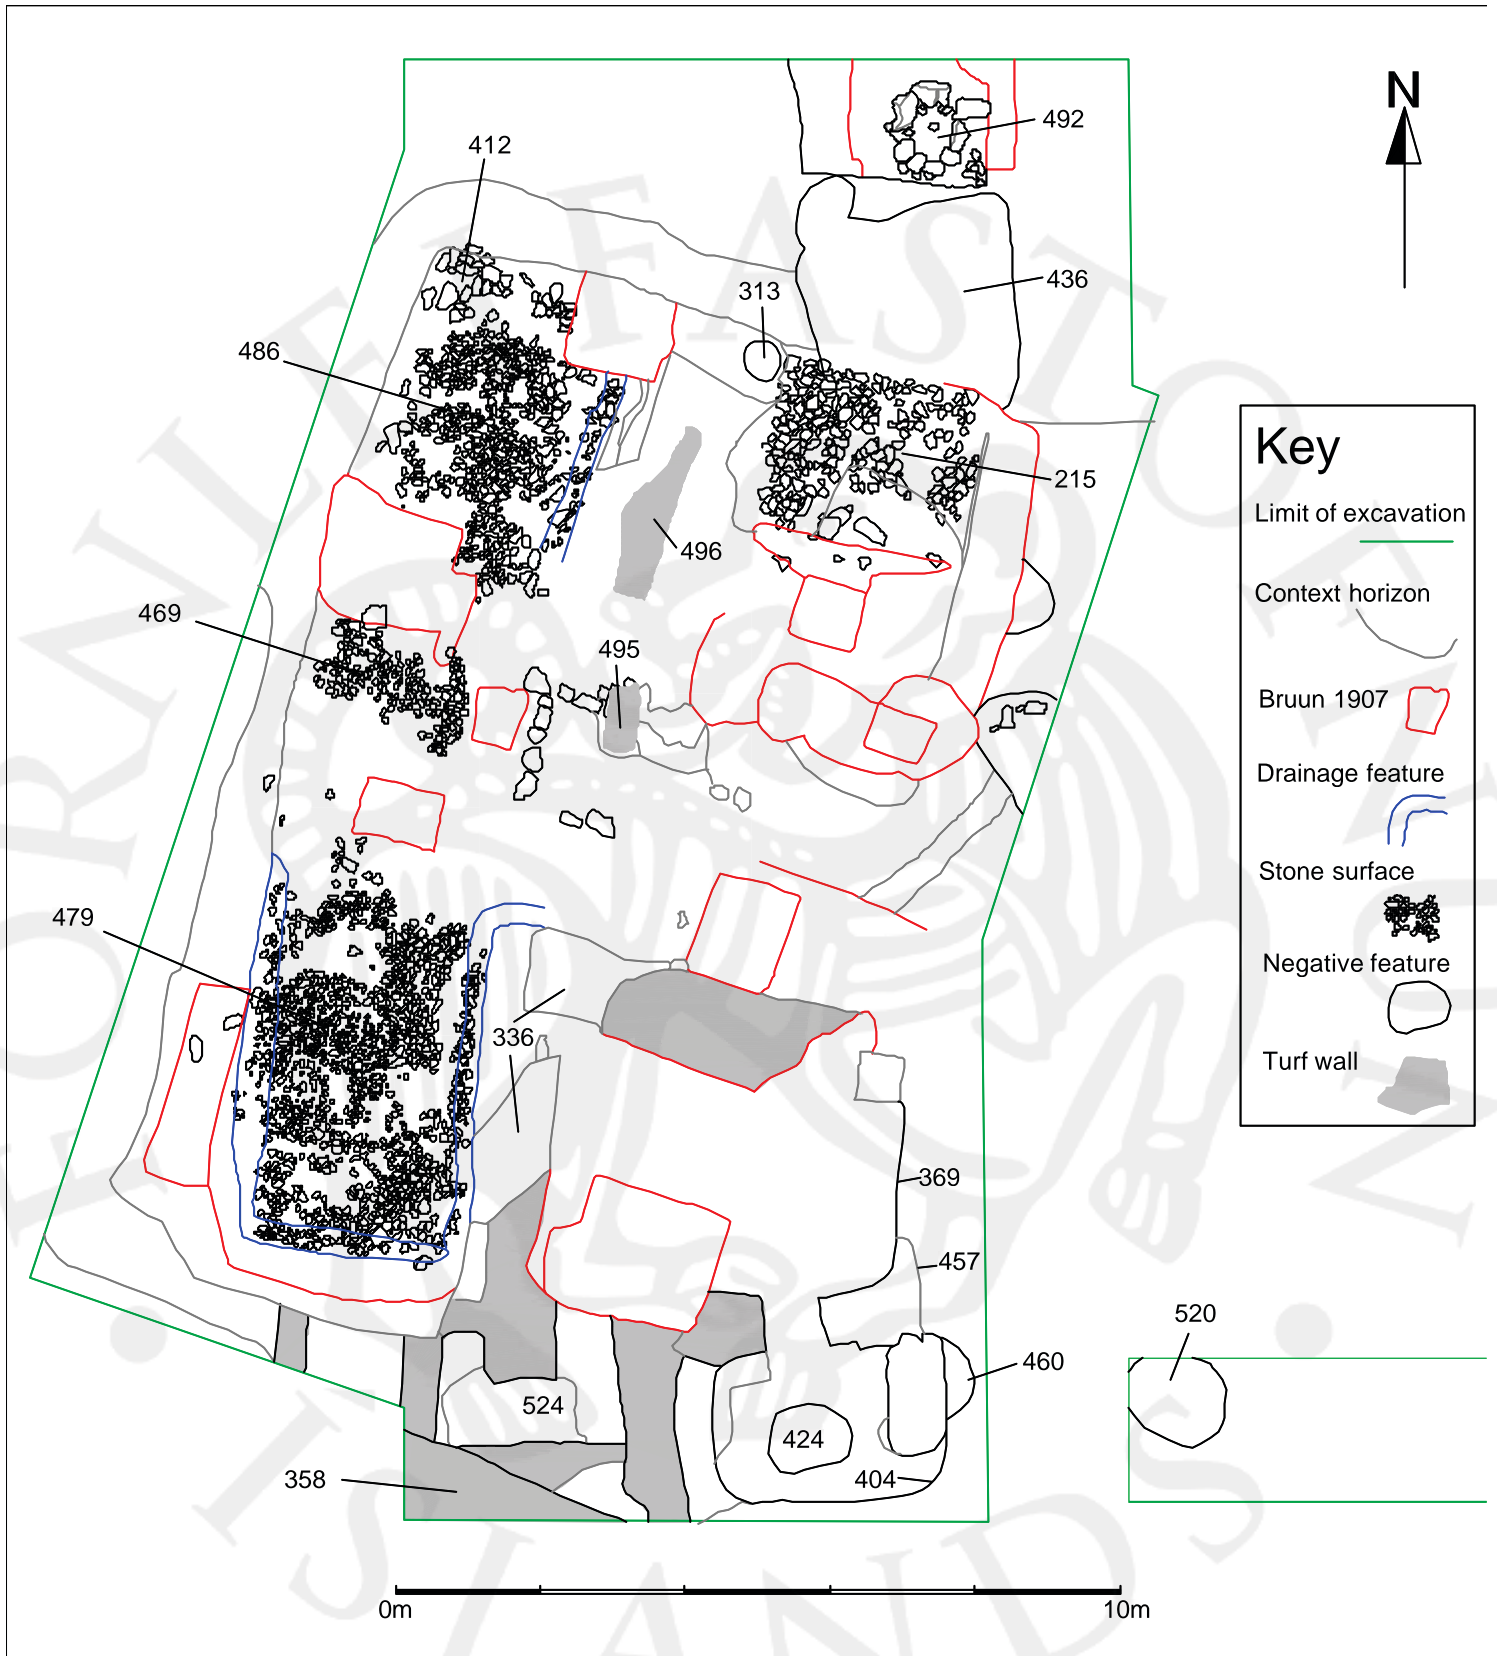 N
492
412
436
313
486
215
496
469
495
479
336
369
457
520
460
524
424
404
358
0m
10m
Key
Limit of excavation
Context horizon
Bruun 1907
Drainage feature
Stone surface
Negative feature
Turf wall